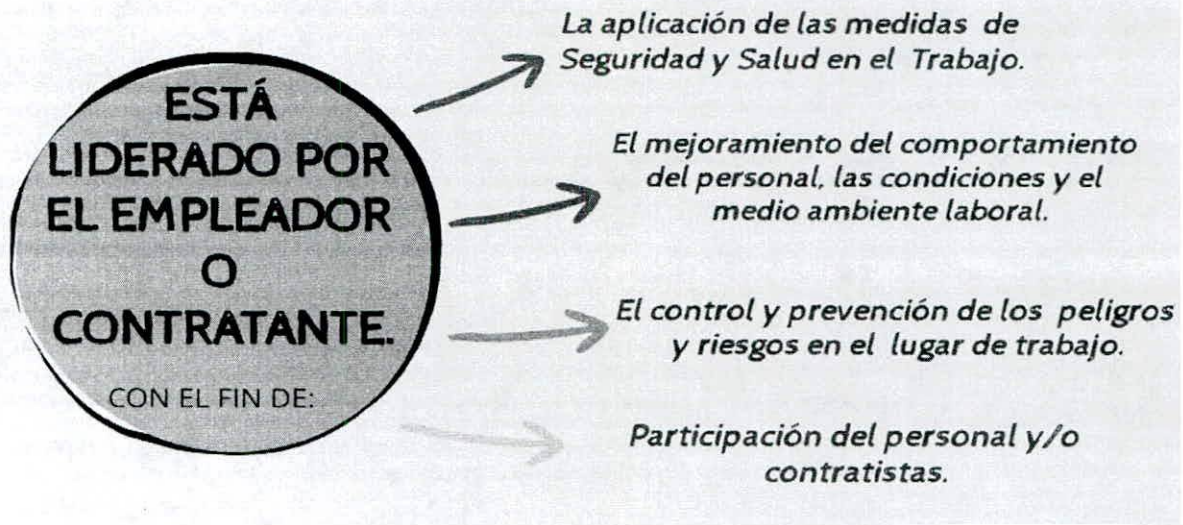 ESTÁ
LIDERADO POR
EL EMPLEADOR
O
CONTRATANTE.
CON EL FIN DE:
La aplicación de las medidas de
Seguridad y Salud en el Trabajo.
El mejoramiento del comportamiento
del personal, las condiciones y el
medio ambiente laboral.
El control y prevención de los peligros
y riesgos en el lugar de trabajo.
Participación del personal y/o
contratistas.